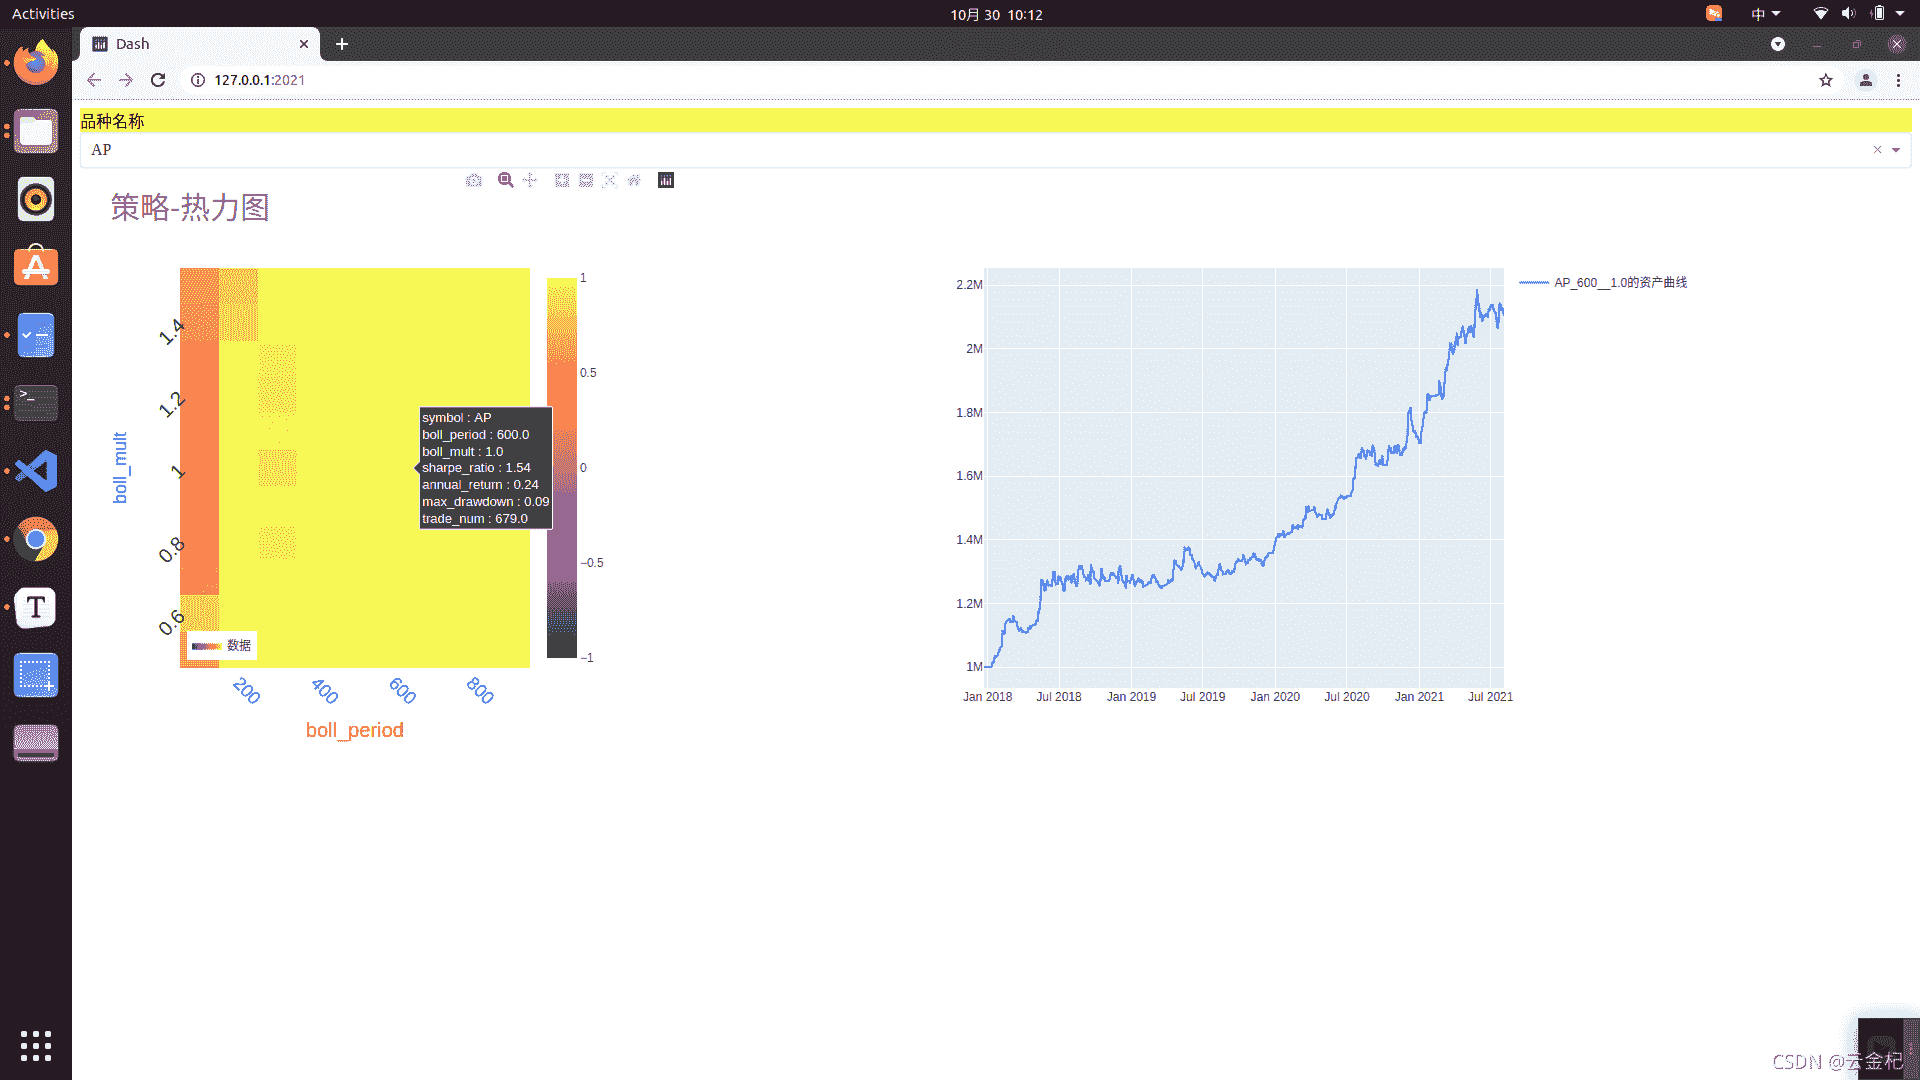 Activities
10月 30 10:12
中
Dash
127.0.0.1:2021
品种名称
AP
策略-热力图
boll_mult
1.4
1.2
1
0.8
0.6
数据
200
400
600
800
boll_period
symbol : AP
boll_period : 600.0
boll_mult : 1.0
sharpe_ratio : 1.54
annual_return : 0.24
max_drawdown : 0.09
trade_num : 679.0
1
0.5
0
−0.5
−1
2.2M
2M
1.8M
1.6M
1.4M
1.2M
1M
Jan 2018
Jul 2018
Jan 2019
Jul 2019
Jan 2020
Jul 2020
Jan 2021
Jul 2021
AP_600__1.0的资产曲线
CSDN @云金杞